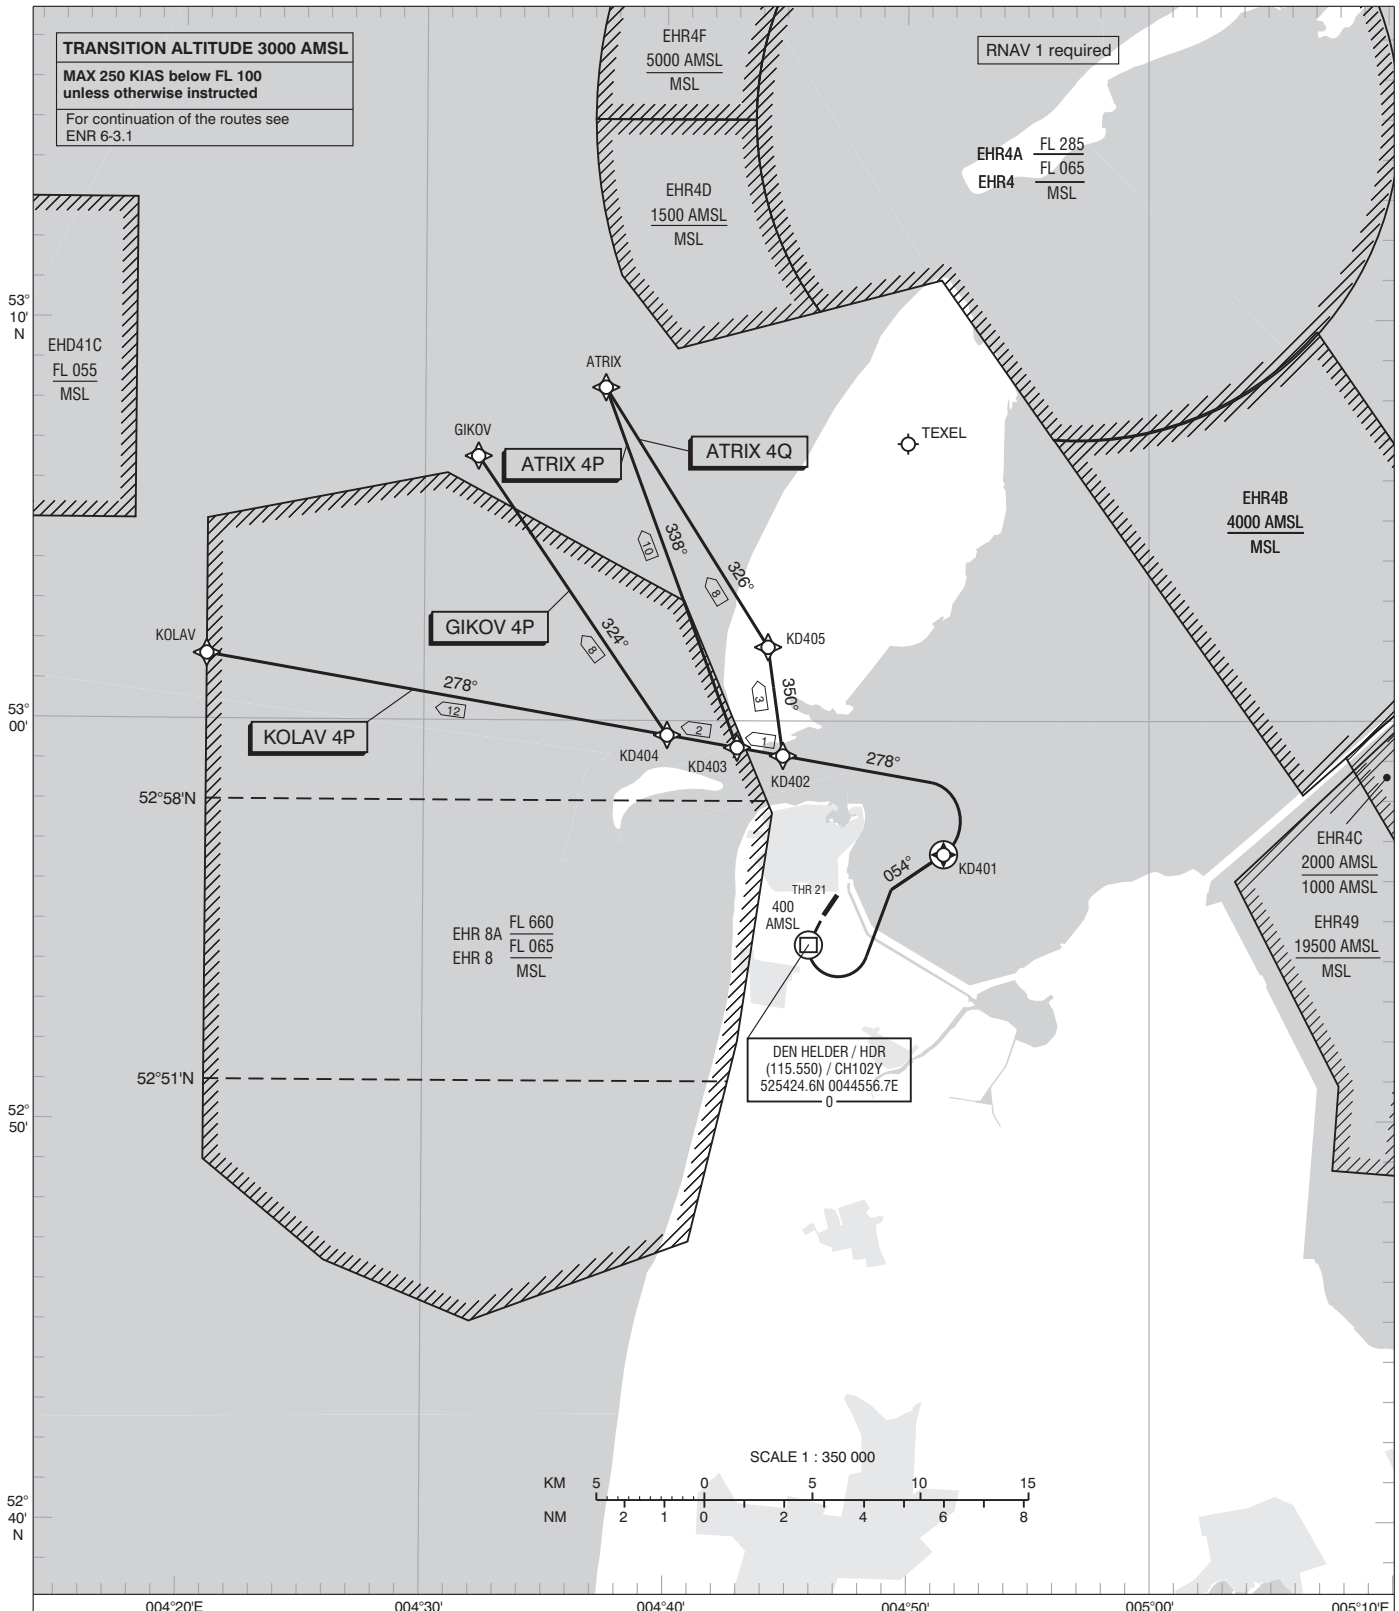 TRANSITION ALTITUDE 3000 AMSL
MAX 250 KIAS below FL 100
unless otherwise instructed
For continuation of the routes see
ENR 6-3.1
EHR4F
5000 AMSL
MSL
RNAV 1 required
EHR4A FL 285
FL 065
EHR4
MSL
EHR4D
1500 AMSL
MSL
53°
10'
N
EHD41C
FL 055
MSL
ATRIX
GIKOV
ATRIX 4P
ATRIX 4Q
TEXEL
EHR4B
4000 AMSL
MSL
10
338°
326°
8
GIKOV 4P
324°
8
KOLAV
KD405
278°
12
350°
3
53°
00'
KOLAV 4P
2
1
KD404
KD403
KD402
278°
52°58'N
EHR4C
2000 AMSL
1000 AMSL
KD401
054°
THR 21
400
AMSL
EHR 8A FL 660
FL 065
EHR 8
MSL
EHR49
19500 AMSL
MSL
DEN HELDER / HDR
(115.550) / CH102Y
525424.6N 0044556.7E
0
52°51'N
52°
50'
SCALE 1 : 350 000
KM 5 0 5 10 15
NM 2 1 0 2 4 6 8
52°
40'
N
004°20'E 004°30' 004°40' 004°50' 005°00' 005°10'E